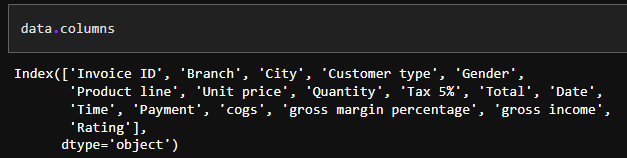 data.columns
Index(['Invoice ID', 'Branch', 'City', 'Customer type', 'Gender',
'Product line', 'Unit price', 'Quantity', 'Tax 5%', 'Total', 'Date',
'Time', 'Payment', 'cogs', 'gross margin percentage', 'gross income',
'Rating'],
dtype='object')